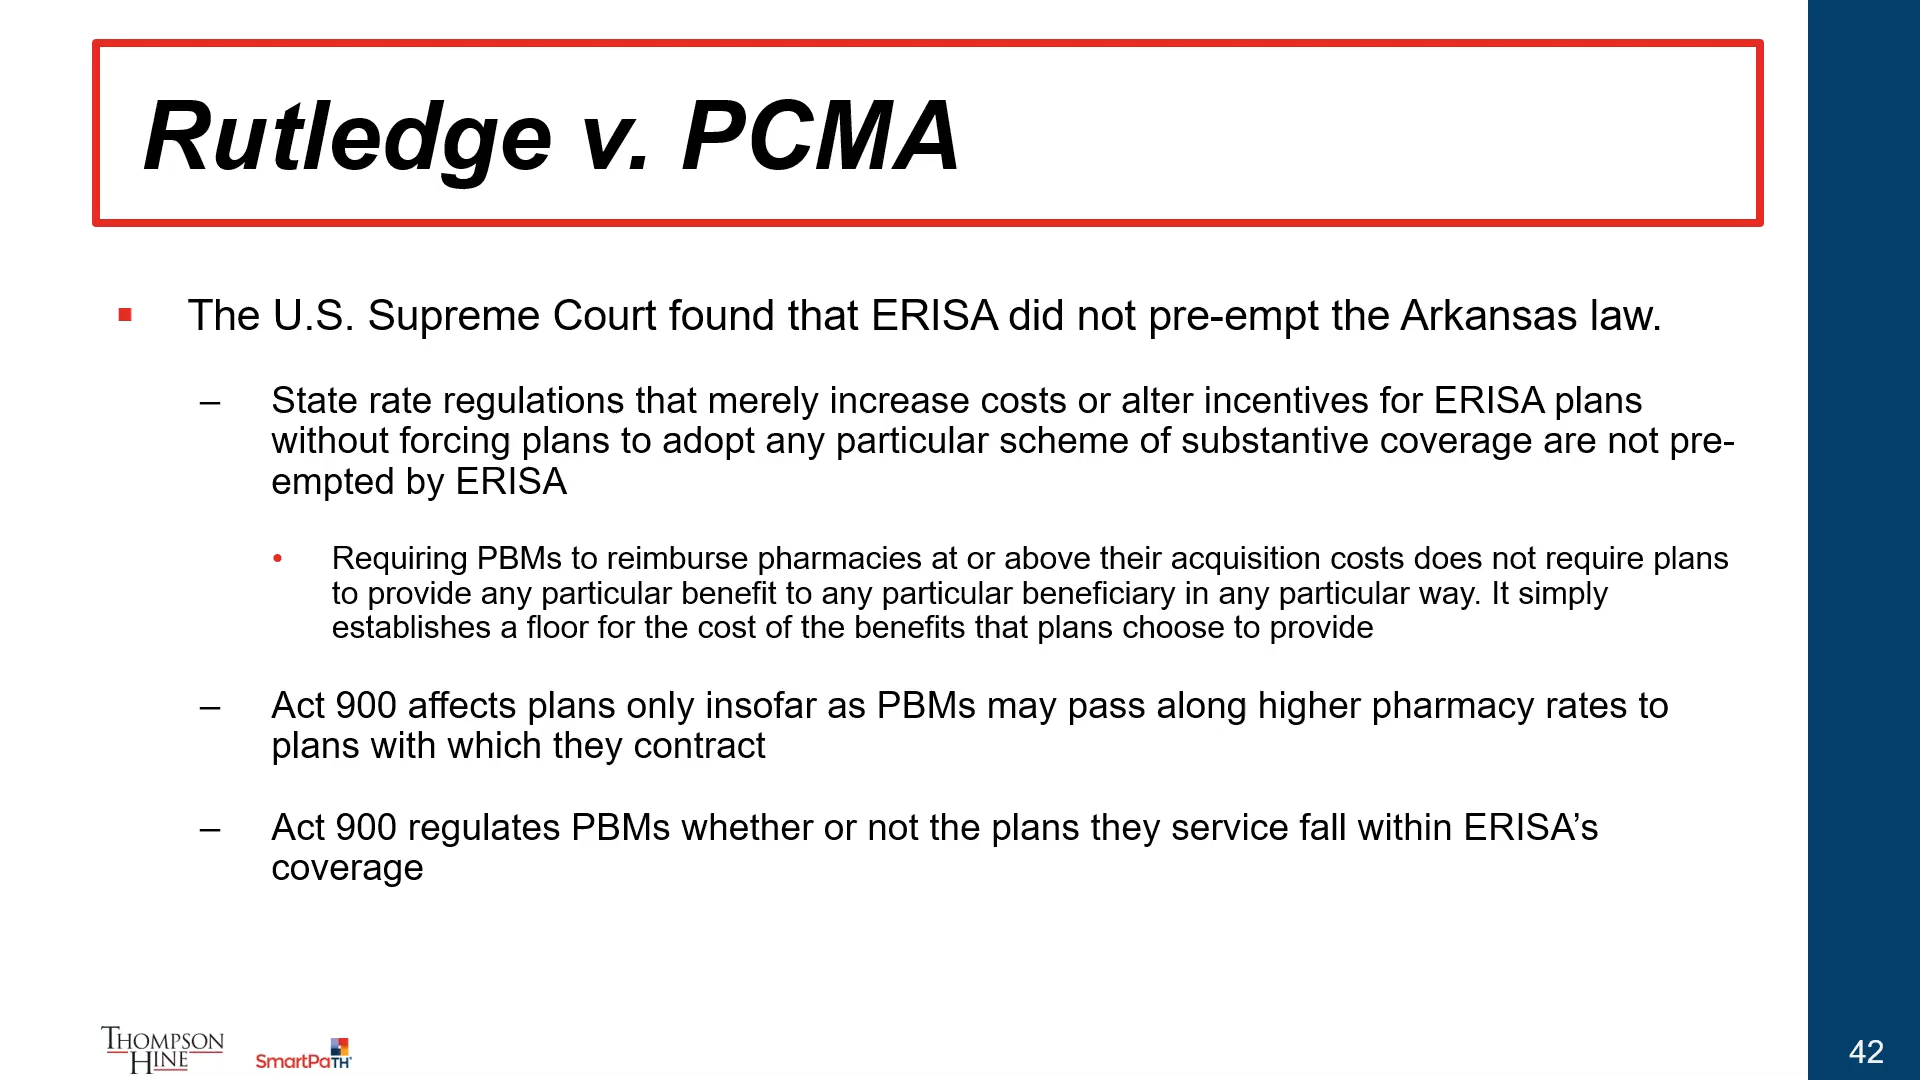 Rutledge v. PCMA
▪ The U.S. Supreme Court found that ERISA did not pre-empt the Arkansas law.
– State rate regulations that merely increase costs or alter incentives for ERISA plans
without forcing plans to adopt any particular scheme of substantive coverage are not pre-
empted by ERISA
• Requiring PBMs to reimburse pharmacies at or above their acquisition costs does not require plans
to provide any particular benefit to any particular beneficiary in any particular way. It simply
establishes a floor for the cost of the benefits that plans choose to provide
– Act 900 affects plans only insofar as PBMs may pass along higher pharmacy rates to
plans with which they contract
– Act 900 regulates PBMs whether or not the plans they service fall within ERISA’s
coverage
THOMPSON
HINE
SmartPaTH
42